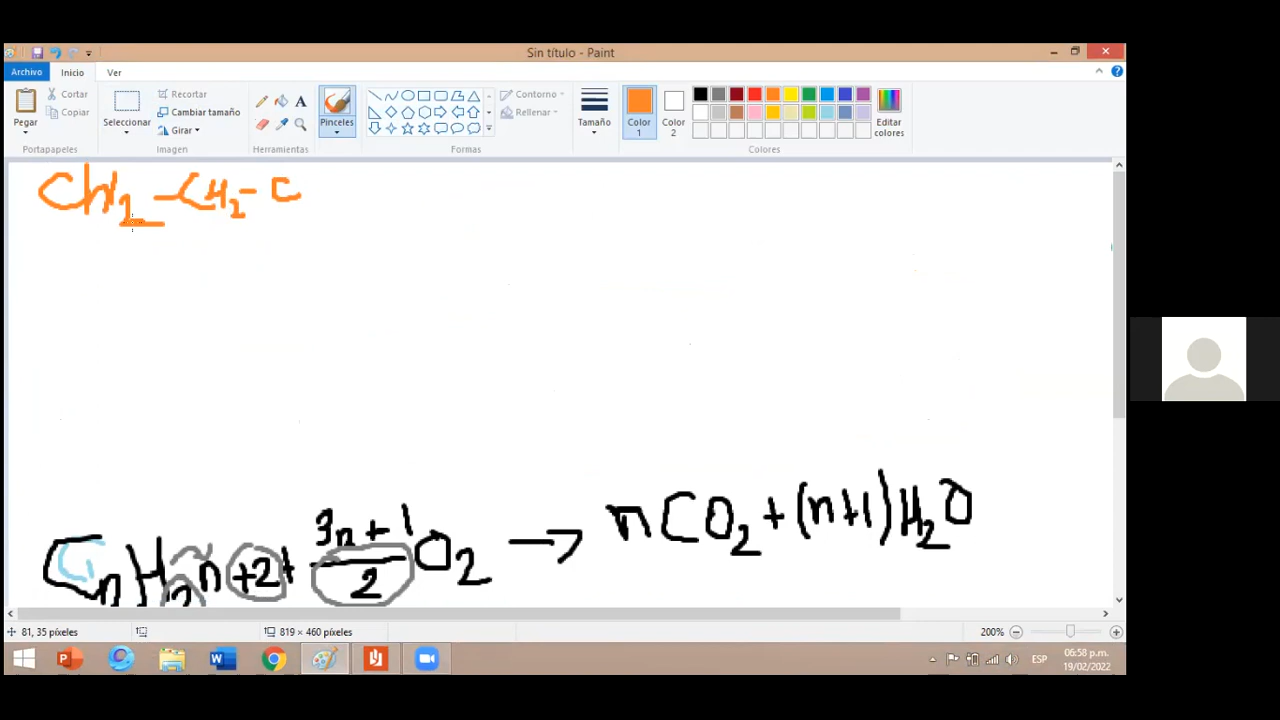 Sin título - Paint
Archivo Inicio Ver
Pegar
Cortar
Copiar
Portapapeles
Seleccionar
Recortar
Cambiar tamaño
Girar
Imagen
A
Herramientas
Pinceles
Contorno
Rellenar
Formas
Tamaño
Color 1
Color 2
Editar colores
Colores
CH2 - CH2 - C
CnH2n+2 + 3n+1/2 O2 → nCO2 + (n+1)H2O
81, 35 píxeles
819 × 460 píxeles
200%
ESP
06:58 p.m.
19/02/2022